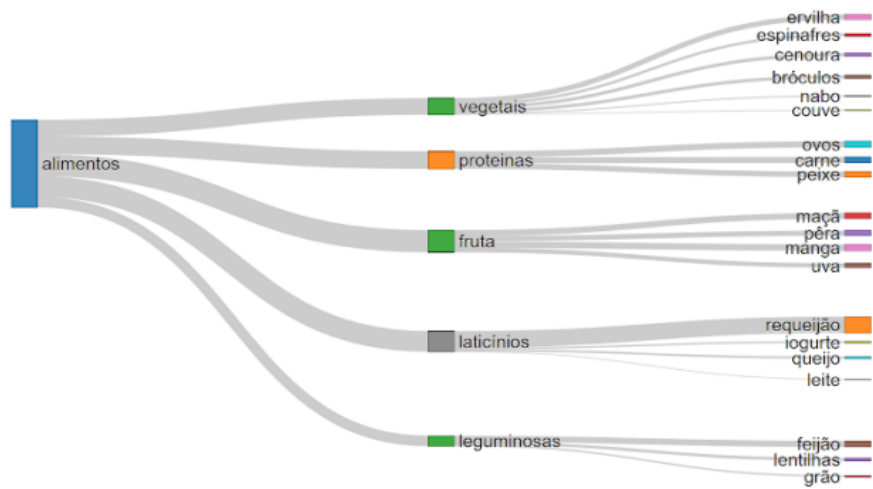 alimentos
vegetais
proteinas
fruta
laticínios
leguminosas
ervilha
espinafres
cenoura
bróculos
nabo
couve
ovos
carne
peixe
maçã
pêra
manga
uva
requeijão
iogurte
queijo
leite
feijão
lentilhas
grão